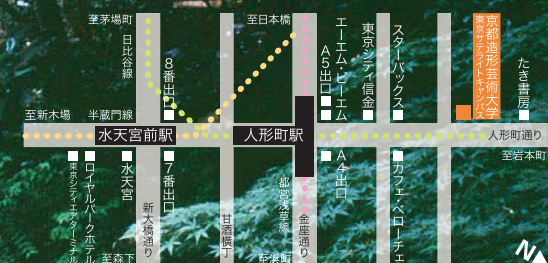 至茅場町
日比谷線
8番出口
至日本橋
A5出口
エーエム・ピーエム
東京シティ信金
スターバックス
京都造形芸術大学
東京サテライトキャンパス
たき書房
至新木場
半蔵門線
水天宮前駅
人形町駅
人形町通り
至岩本町
東京シティエアターミナル
ロイヤルパークホテル
水天宮
7番出口
新大橋通り
至森下
甘酒横丁
都営浅草線
至浜町
金座通り
A4出口
カフェ・ベローチェ
N